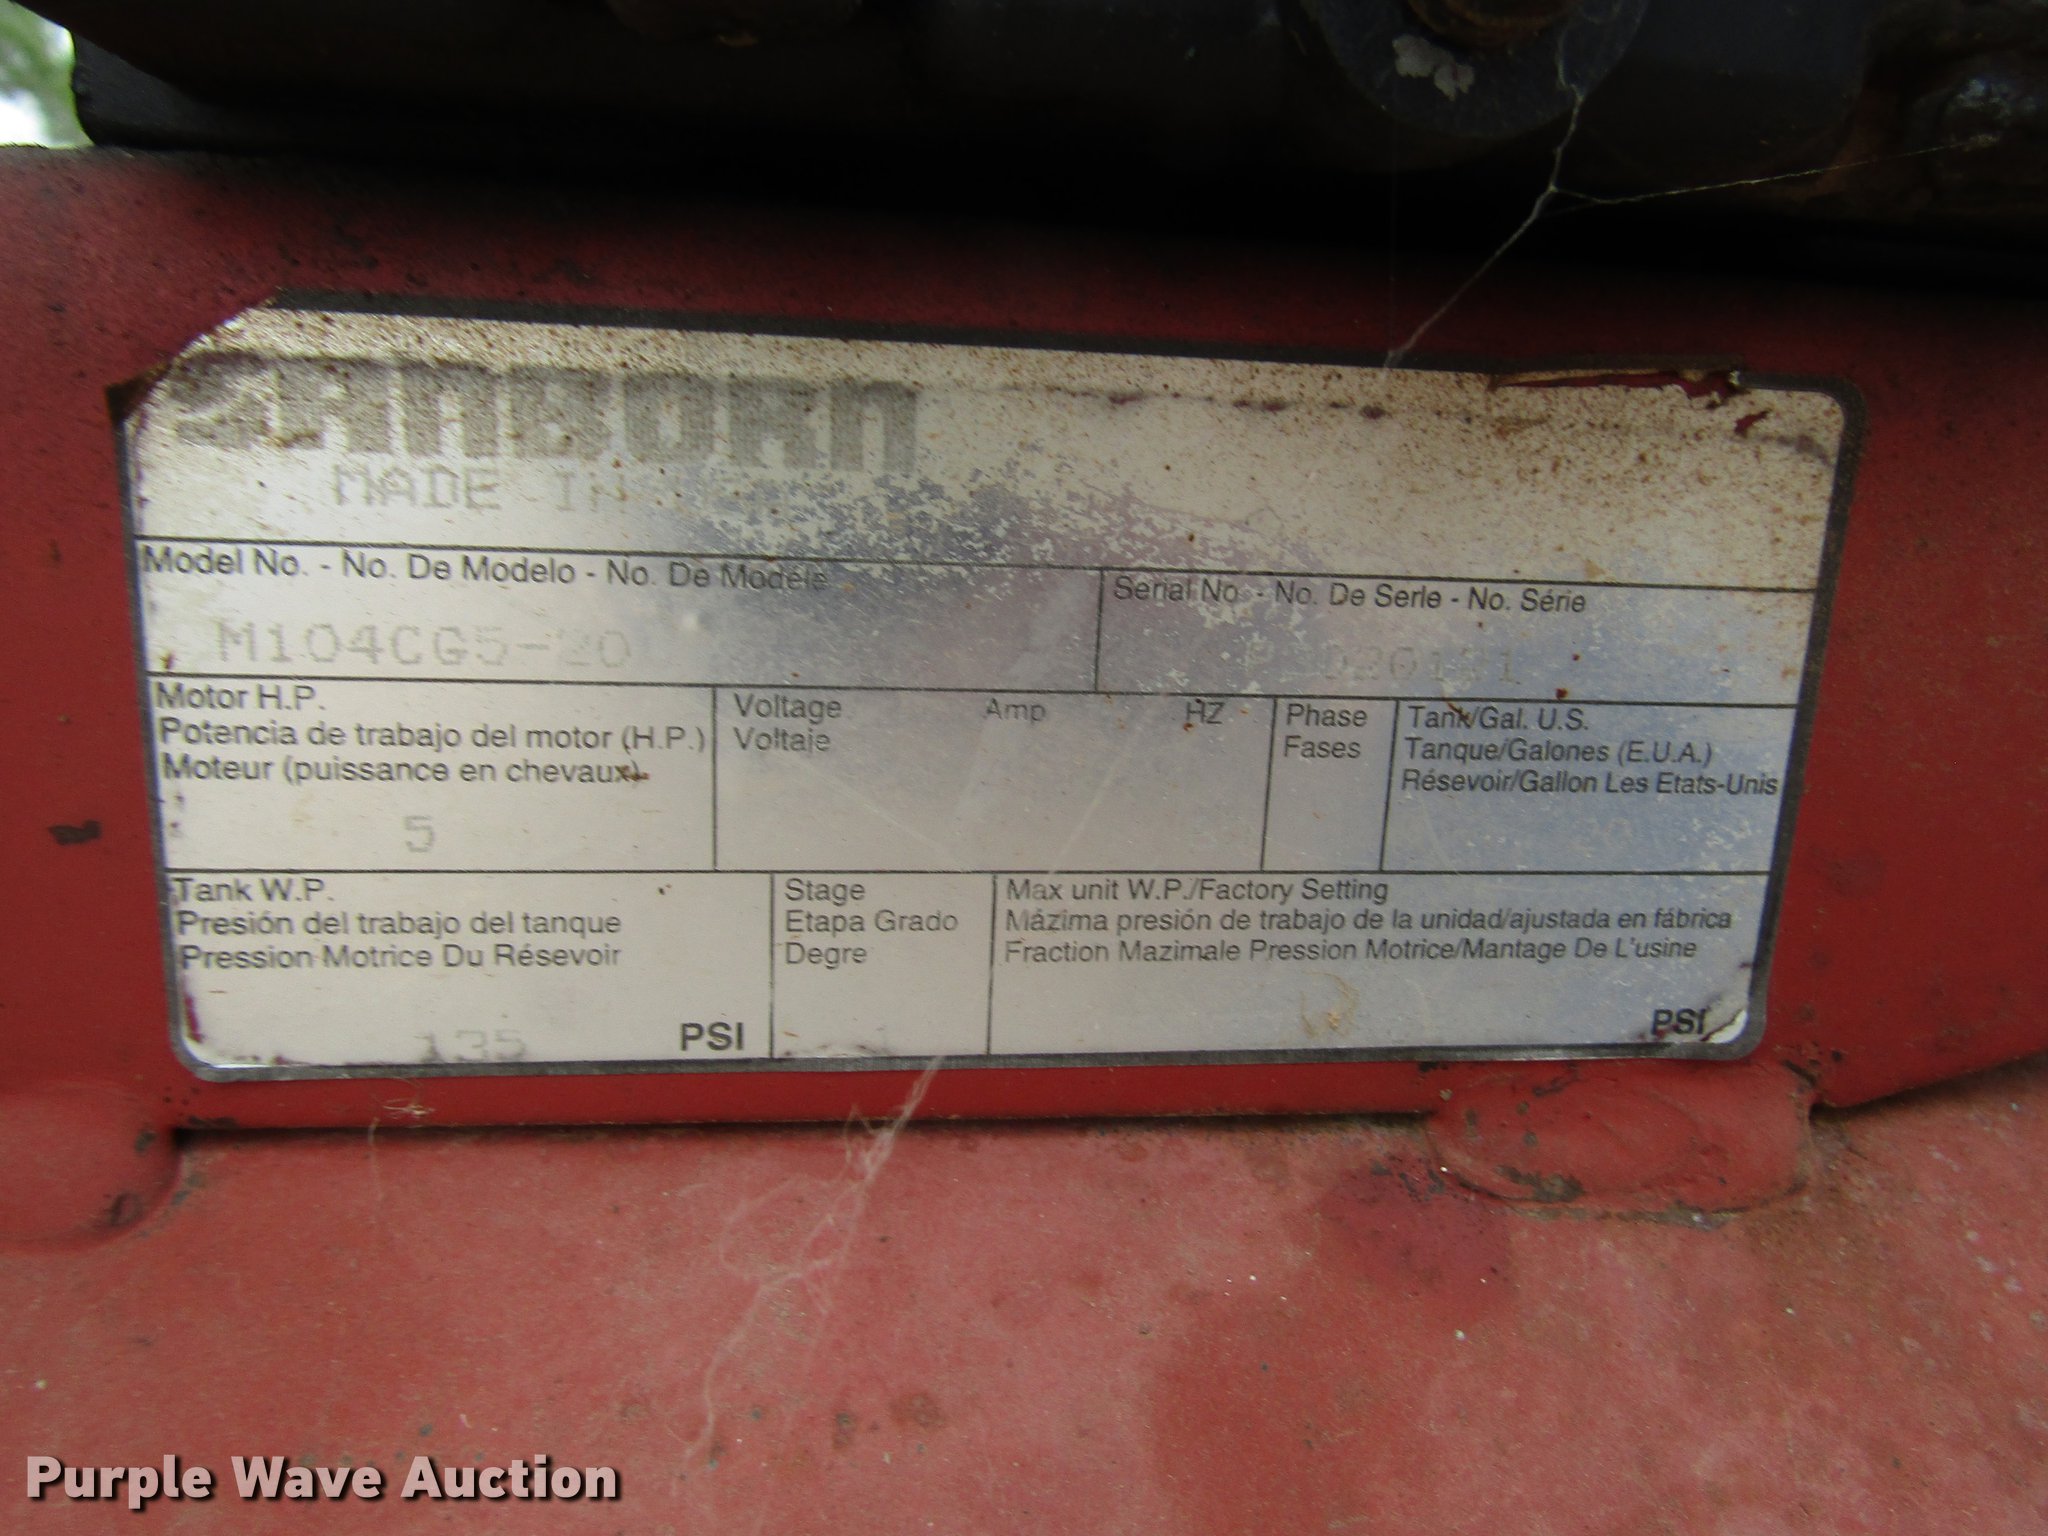 SANBORN
MADE IN
Model No. - No. De Modelo - No. De Modéle
M104CG5-20
Serial No. - No. De Serle - No. Série
Motor H.P.
Potencia de trabajo del motor (H.P.)
Moteur (puissance en chevaux)
5
Voltage Amp HZ
Voltaje
Phase
Fases
Tank/Gal. U.S.
Tanque/Galones (E.U.A.)
Résevoir/Gallon Les Etats-Unis
Tank W.P.
Presión del trabajo del tanque
Pression Motrice Du Résevoir
135 PSI
Stage
Etapa Grado
Degre
Max unit W.P./Factory Setting
Mázima presión de trabajo de la unidad/ajustada en fábrica
Fraction Mazimale Pression Motrice/Mantage De L'usine
PSI
Purple Wave Auction